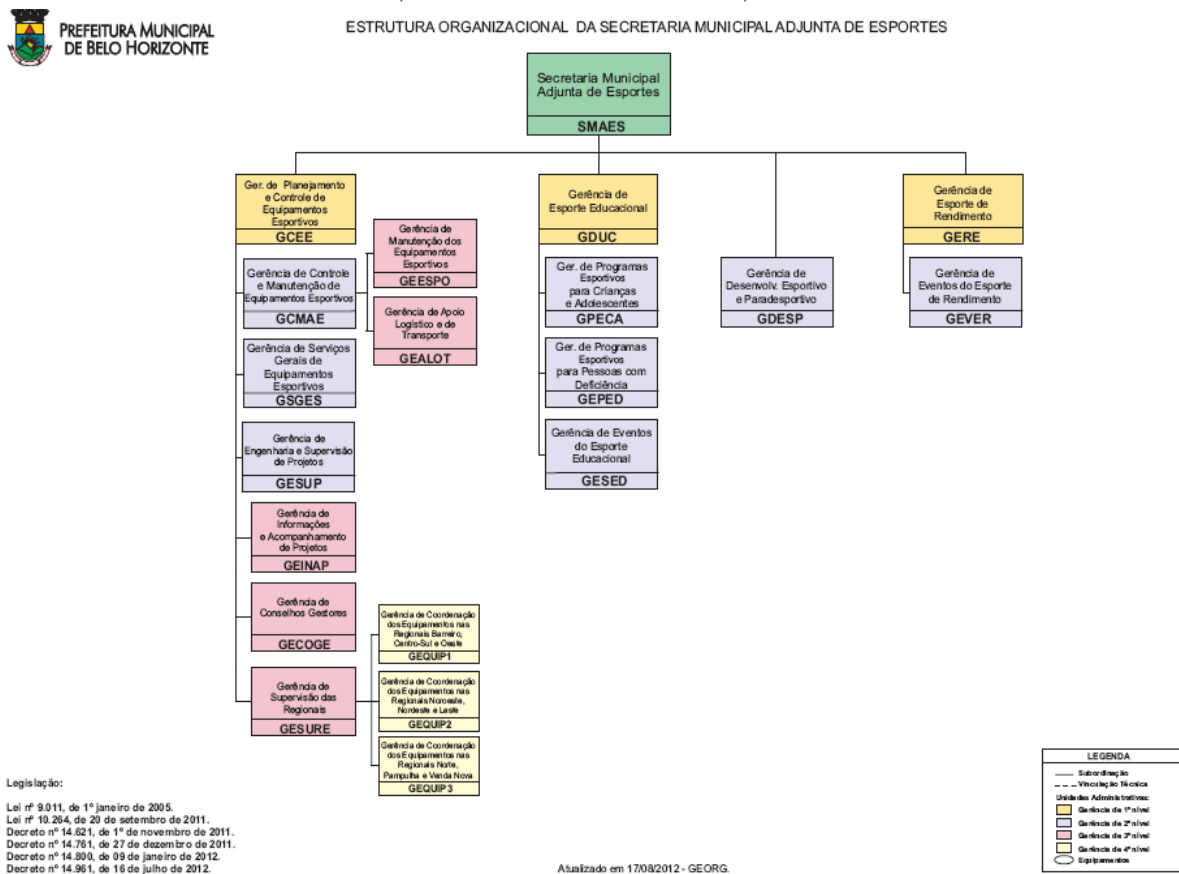 PREFEITURA MUNICIPAL
DE BELO HORIZONTE
ESTRUTURA ORGANIZACIONAL DA SECRETARIA MUNICIPAL ADJUNTA DE ESPORTES
Secretaria Municipal
Adjunta de Esportes
SMAES
Ger. de Planejamento
e Controle de
Equipamentos
Esportivos
GCEE
Gerência de Controle
e Manutenção de
Equipamentos Esportivos
GCMAE
Gerência de
Manutenção dos
Equipamentos
Esportivos
GEESPO
Gerência de Apoio
Logístico e de
Transporte
GEALOT
Gerência de Serviços
Gerais de
Equipamentos
Esportivos
GSGES
Gerência de
Engenharia e Supervisão
de Projetos
GESUP
Gerência de
Informações
e Acompanhamento
de Projetos
GEINAP
Gerência de
Conselhos Gestores
GECOGE
Gerência de
Supervisão das
Regionais
GESURE
Gerência de Coordenação
dos Equipamentos nas
Regionais Barreiro,
Centro-Sul e Oeste
GEQUIP1
Gerência de Coordenação
dos Equipamentos nas
Regionais Noroeste,
Nordeste e Leste
GEQUIP2
Gerência de Coordenação
dos Equipamentos nas
Regionais Norte,
Pampulha e Venda Nova
GEQUIP3
Gerência de
Esporte Educacional
GDUC
Ger. de Programas
Esportivos
para Crianças
e Adolescentes
GPECA
Ger. de Programas
Esportivos
para Pessoas com
Deficiência
GEPED
Gerência de Eventos
do Esporte
Educacional
GESED
Gerência de
Desenvolv. Esportivo
e Paradesportivo
GDESP
Gerência de
Esporte de
Rendimento
GERE
Gerência de
Eventos do Esporte
de Rendimento
GEVER
Legislação:
Lei nº 9.011, de 1º janeiro de 2005.
Lei nº 10.264, de 20 de setembro de 2011.
Decreto nº 14.621, de 1º de novembro de 2011.
Decreto nº 14.761, de 27 de dezembro de 2011.
Decreto nº 14.800, de 09 de janeiro de 2012.
Decreto nº 14.961, de 16 de julho de 2012.
Atualizado em 17/08/2012 - GEORG.
LEGENDA
Subordinação
Vinculação Técnica
Unidades Administrativas:
Gerência de 1º nível
Gerência de 2º nível
Gerência de 3º nível
Gerência de 4º nível
Equipamentos